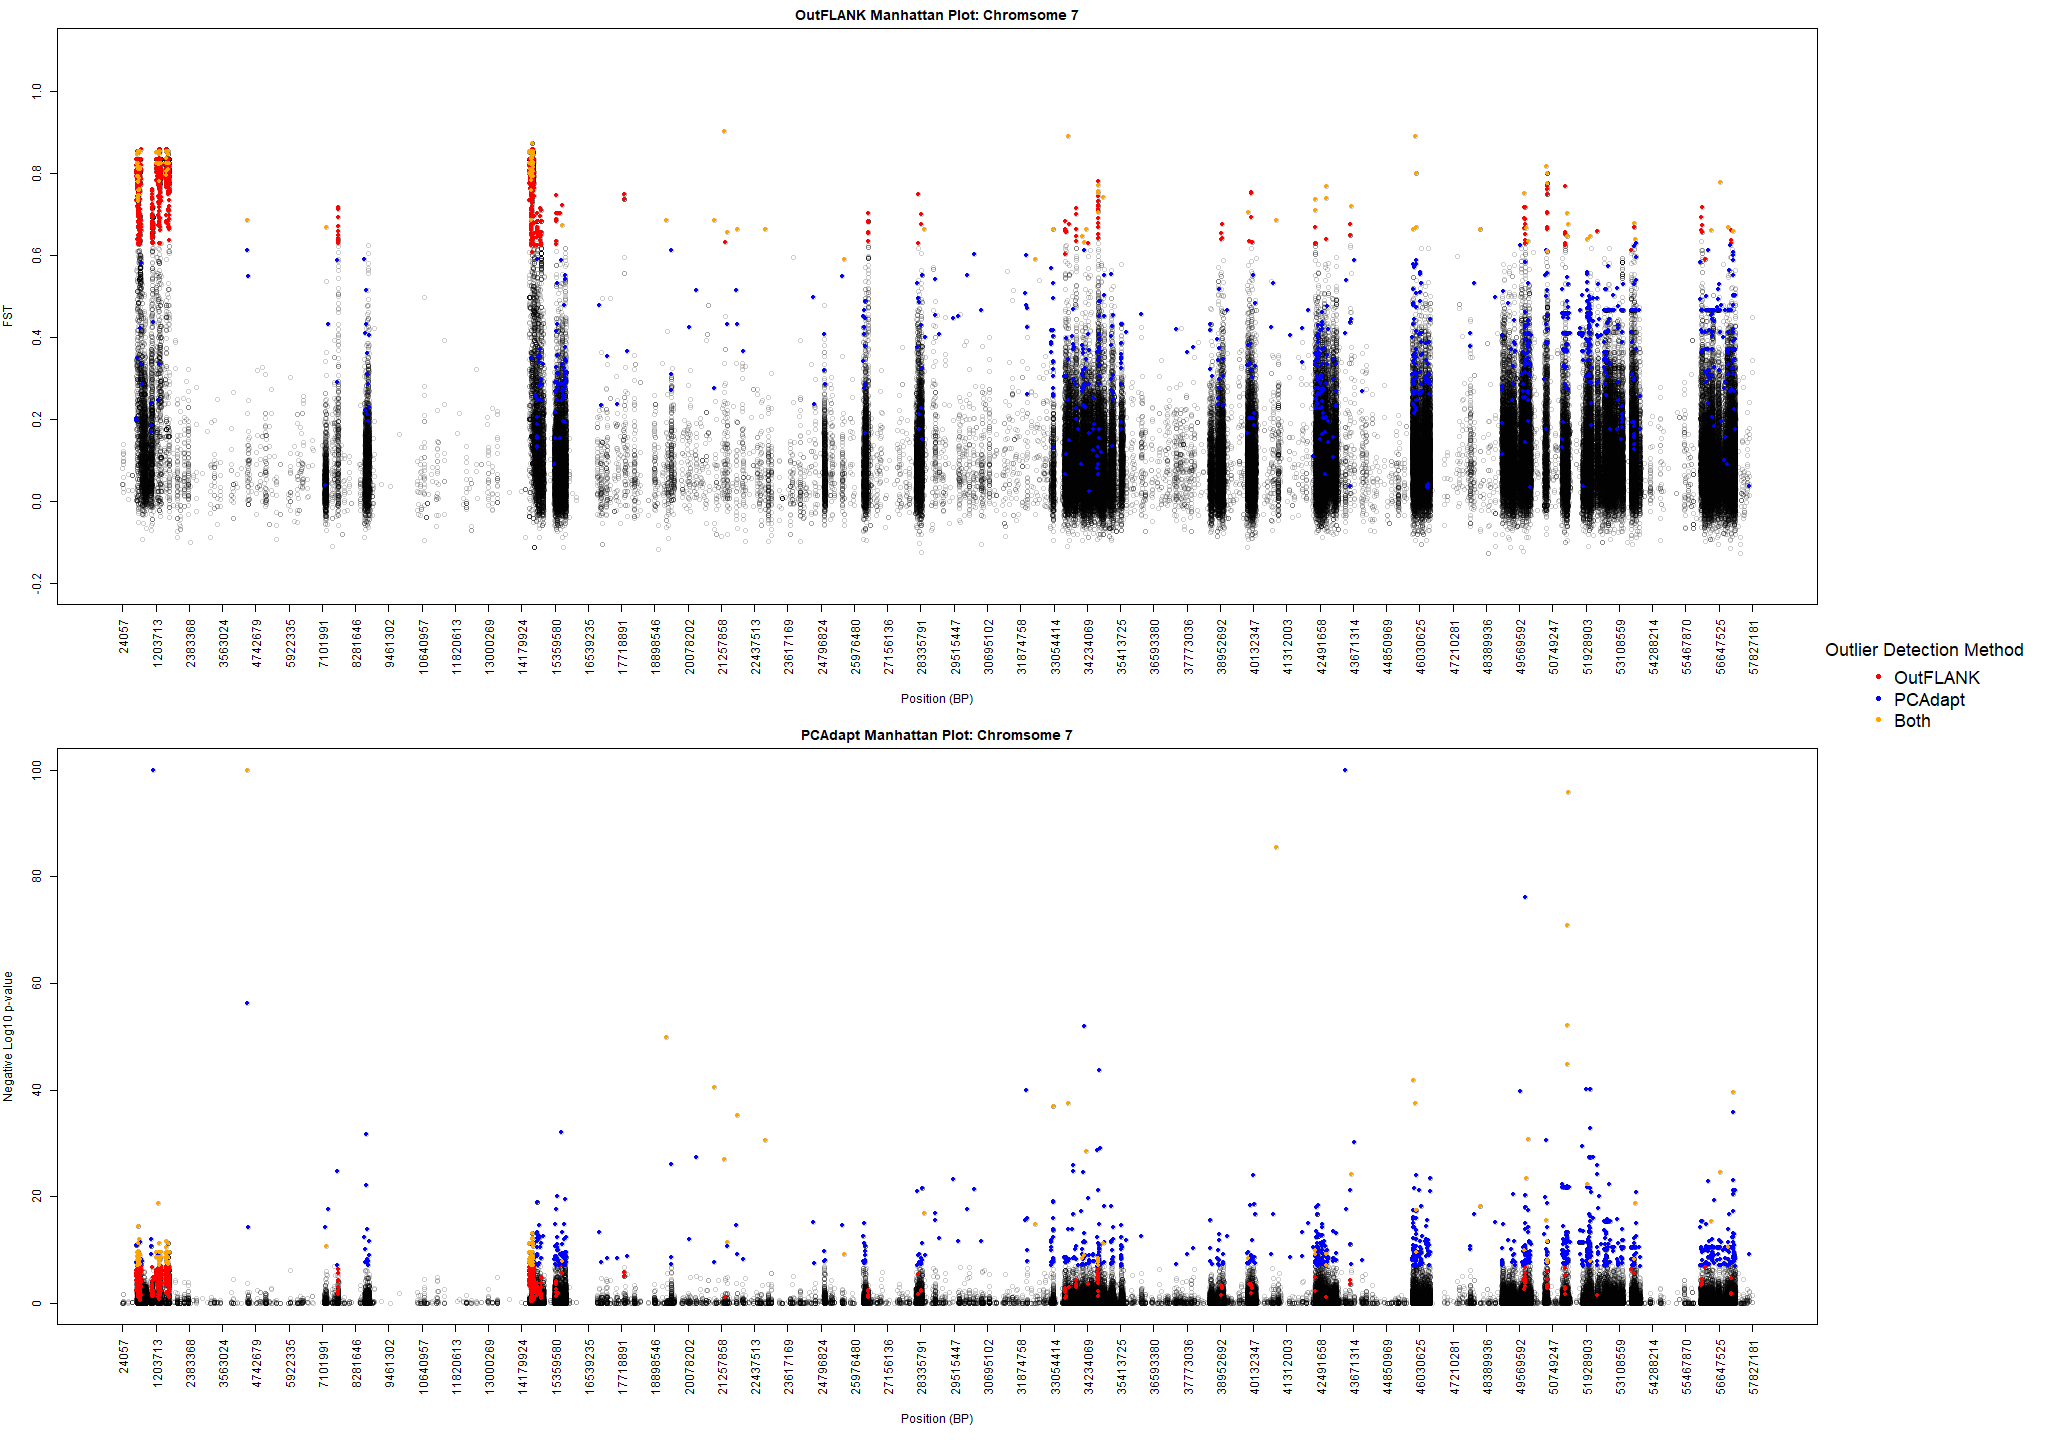 OutFLANK Manhattan Plot: Chromsome 7
1.0
0.8
0.6
0.4
0.2
0.0
-0.2
FST
24057 1203713 2383368 3563024 4742679 5922335 7101991 8281646 9461302 10640957 11820613 13000269 14179924 15359580 16539235 17718891 18898546 20078202 21257858 22437513 23617169 24796824 25976480 27156136 28335791 29515447 30695102 31874758 33054414 34234069 35413725 36593380 37773036 38952692 40132347 41312003 42491658 43671314 44850969 46030625 47210281 48389936 49569592 50749247 51928903 53108559 54288214 55467870 56647525 57827181
Position (BP)
Outlier Detection Method
OutFLANK
PCAdapt
Both
PCAdapt Manhattan Plot: Chromsome 7
100
80
60
40
20
0
Negative Log10 p-value
24057 1203713 2383368 3563024 4742679 5922335 7101991 8281646 9461302 10640957 11820613 13000269 14179924 15359580 16539235 17718891 18898546 20078202 21257858 22437513 23617169 24796824 25976480 27156136 28335791 29515447 30695102 31874758 33054414 34234069 35413725 36593380 37773036 38952692 40132347 41312003 42491658 43671314 44850969 46030625 47210281 48389936 49569592 50749247 51928903 53108559 54288214 55467870 56647525 57827181
Position (BP)